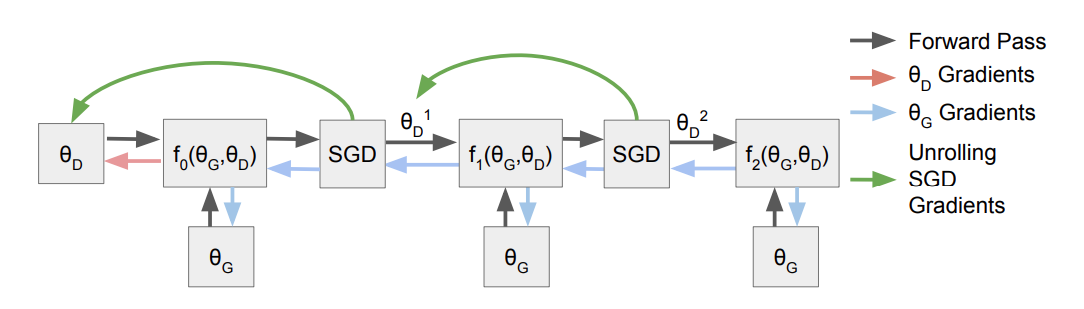 Forward Pass
θD Gradients
θG Gradients
Unrolling
SGD
Gradients
θD
f0(θG,θD)
SGD
θD1
f1(θG,θD)
SGD
θD2
f2(θG,θD)
θG
θG
θG